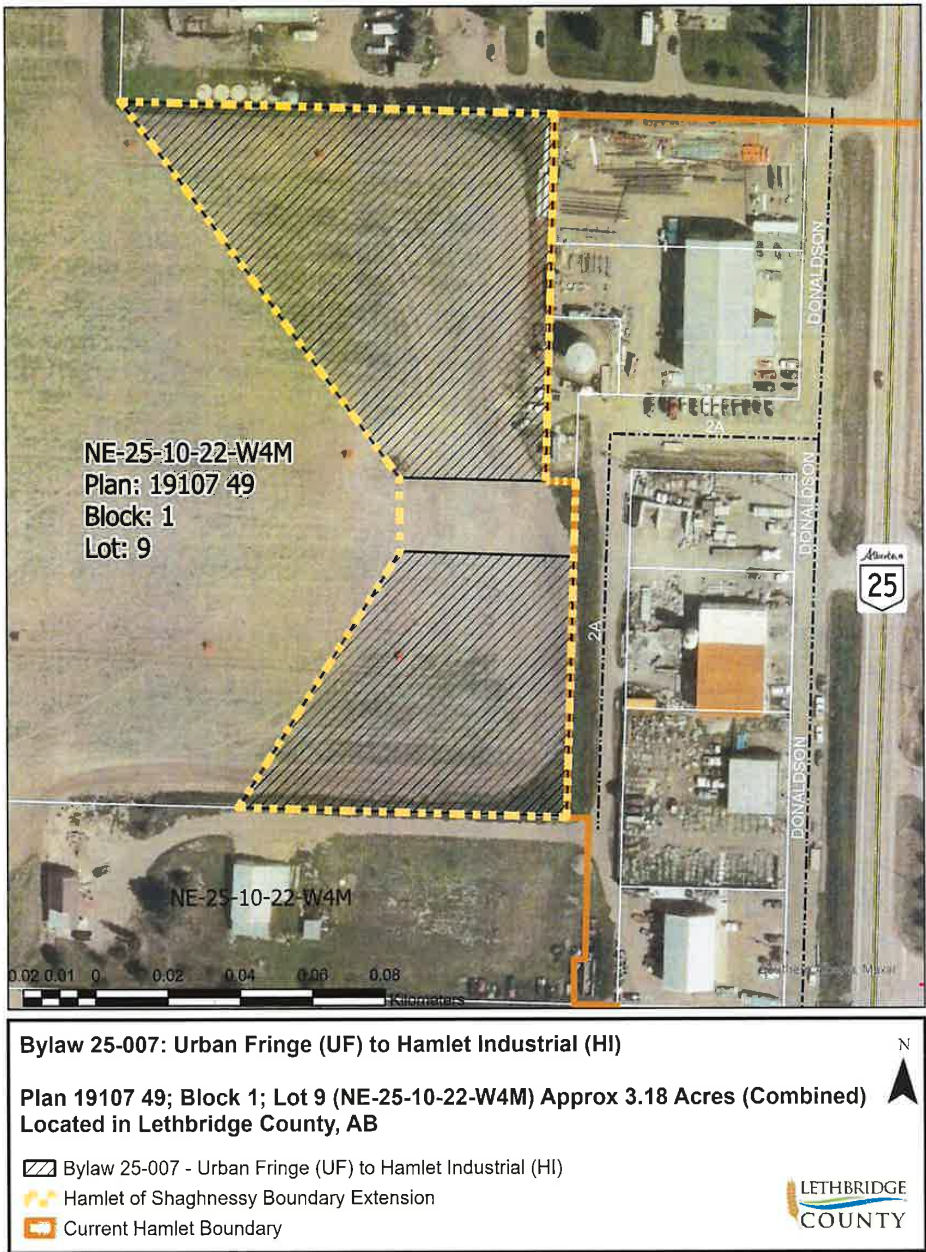 DONALDSON
2A
NE-25-10-22-W4M
Plan: 19107 49
Block: 1
Lot: 9
DONALDSON
Alberta
25
2A
DONALDSON
NE-25-10-22-W4M
0.02 0.01 0 0.02 0.04 0.06 0.08
Kilometers
Maxar
Bylaw 25-007: Urban Fringe (UF) to Hamlet Industrial (HI)
N
Plan 19107 49; Block 1; Lot 9 (NE-25-10-22-W4M) Approx 3.18 Acres (Combined)
Located in Lethbridge County, AB
Bylaw 25-007 - Urban Fringe (UF) to Hamlet Industrial (HI)
Hamlet of Shaghnessy Boundary Extension
Current Hamlet Boundary
LETHBRIDGE
COUNTY